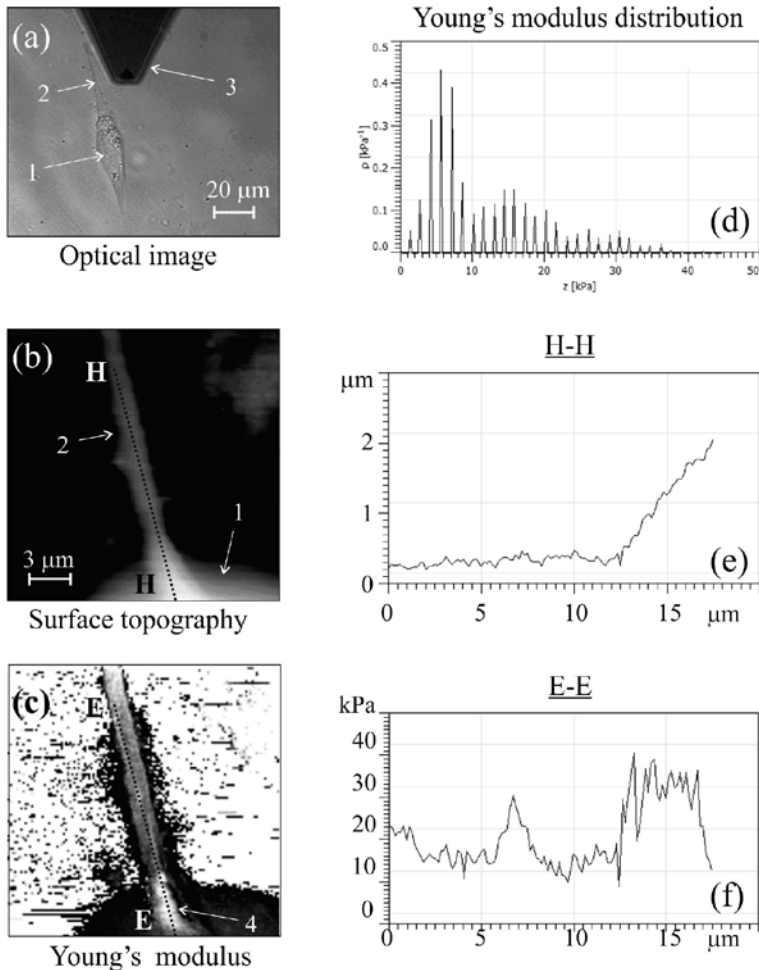 (a)
2
3
1
20 μm
Optical image
Young's modulus distribution
0.5
0.4
0.3
0.2
0.1
0.0
ρ [kPa⁻¹]
(d)
0 10 20 30 40 50
z [kPa]
(b)
H
2
1
3 μm
H
Surface topography
H-H
μm
2
1
0
(e)
0 5 10 15 μm
(c)
E
E
4
Young's modulus
E-E
kPa
40
30
20
10
0
(f)
0 5 10 15 μm